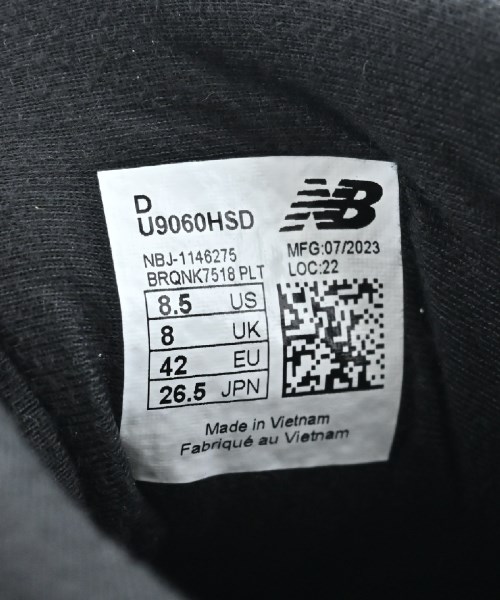 D
U9060HSD
NB
NBJ-1146275
BRQNK7518 PLT
MFG:07/2023
LOC:22
8.5 US
8 UK
42 EU
26.5 JPN
Made in Vietnam
Fabriqué au Vietnam